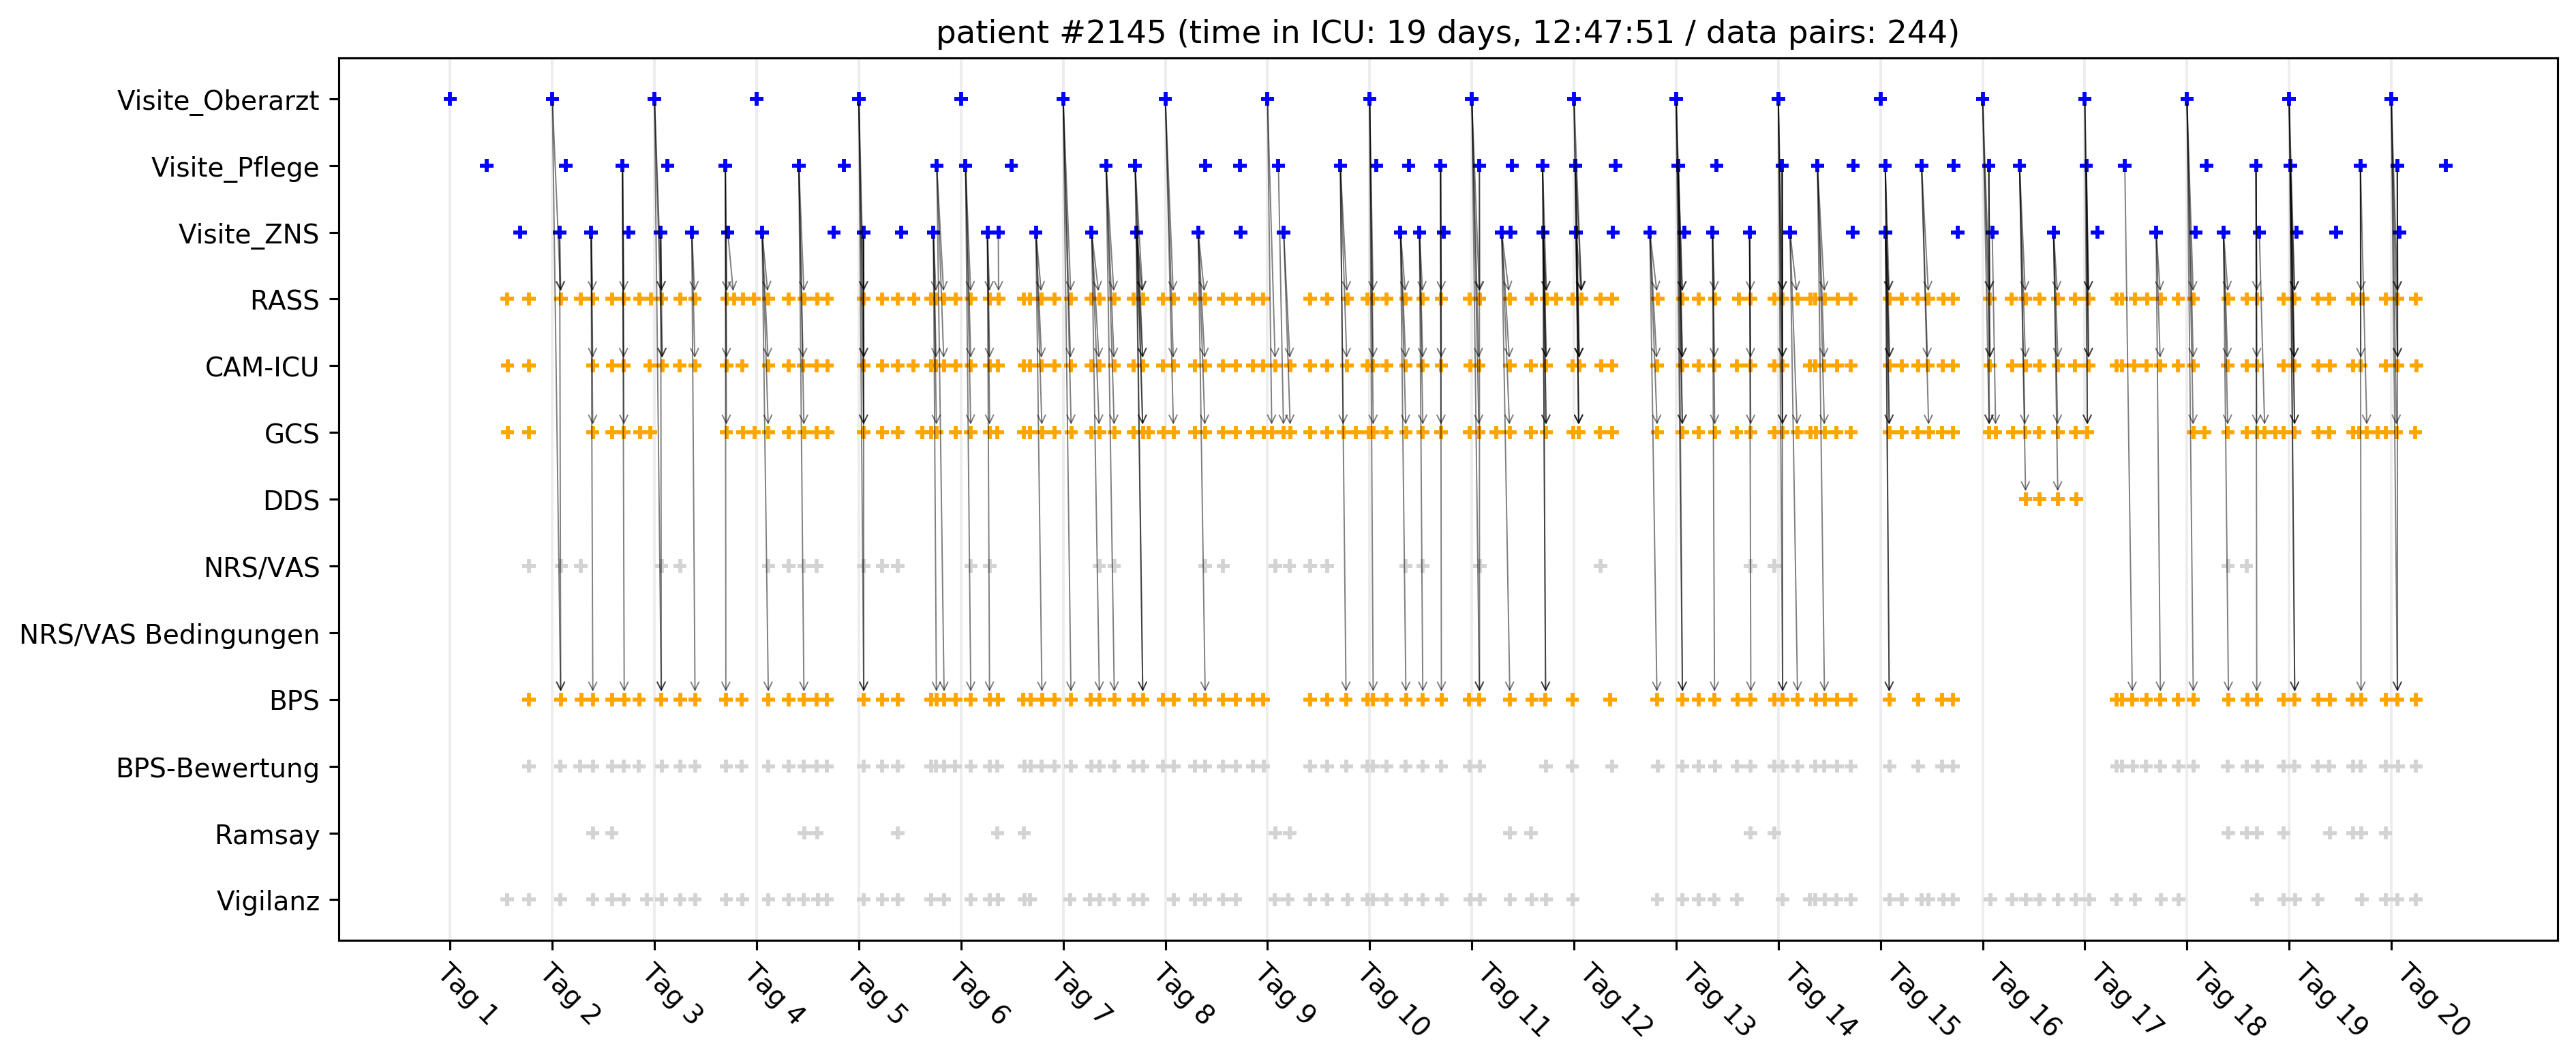 patient #2145 (time in ICU: 19 days, 12:47:51 / data pairs: 244)
Visite_Oberarzt
Visite_Pflege
Visite_ZNS
RASS
CAM-ICU
GCS
DDS
NRS/VAS
NRS/VAS Bedingungen
BPS
BPS-Bewertung
Ramsay
Vigilanz
Tag 1
Tag 2
Tag 3
Tag 4
Tag 5
Tag 6
Tag 7
Tag 8
Tag 9
Tag 10
Tag 11
Tag 12
Tag 13
Tag 14
Tag 15
Tag 16
Tag 17
Tag 18
Tag 19
Tag 20